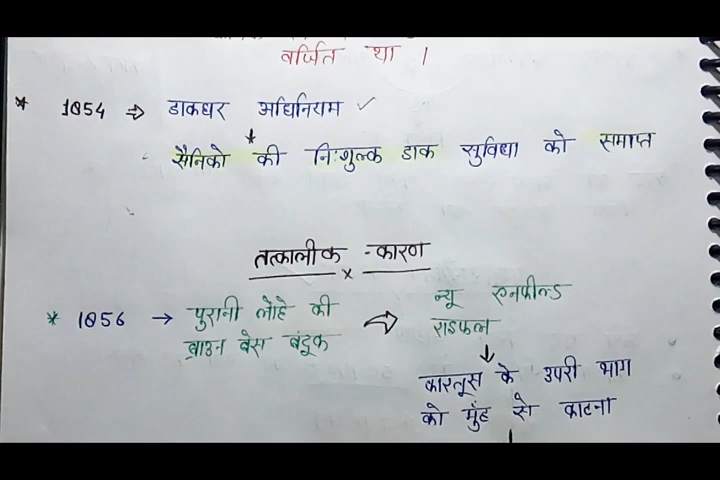 वर्जित था ।
* 1854 ⇒ डाकघर अधिनियम ✓
↓
सैनिको की निःशुल्क डाक सुविधा को समाप्त
तत्कालीक - कारण
x
* 1856 → पुरानी लोहे की ब्राउन बेस बंदूक ⇒ न्यू एनफील्ड राइफल
↓
कारतूस के उपरी भाग
को मुँह से काटना